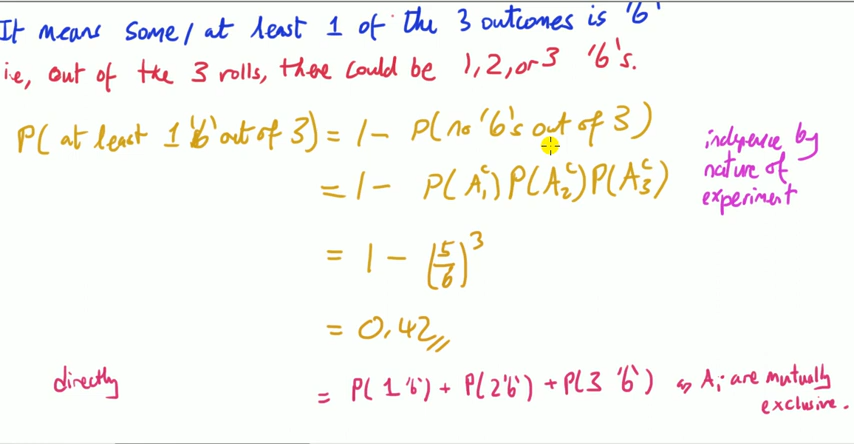 It means some/at least 1 of the 3 outcomes is '6'
i.e, out of the 3 rolls, there could be 1, 2, or 3 '6's.
P(at least 1 '6' out of 3) = 1 - P(no '6's out of 3)
= 1 - P(A₁ᶜ) P(A₂ᶜ) P(A₃ᶜ)
indepence by
nature of
experiment
= 1 - (5/6)³
= 0.42//
directly = P(1 '6') + P(2 '6') + P(3 '6') ∵ Aᵢ are mutually
exclusive.